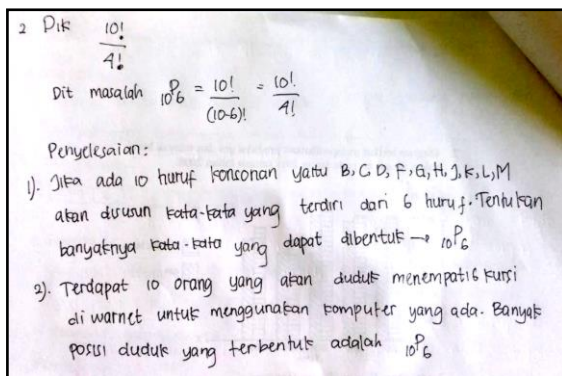 2 Dik 10!/4!
Dit masalah ₁₀P₆ = 10!/(10-6)! = 10!/4!
Penyelesaian:
1). Jika ada 10 huruf konsonan yaitu B, C, D, F, G, H, J, K, L, M
akan disusun kata-kata yang terdiri dari 6 huruf. Tentukan
banyaknya kata-kata yang dapat dibentuk → ₁₀P₆
2). Terdapat 10 orang yang akan duduk menempati 6 kursi
di warnet untuk menggunakan komputer yang ada. Banyak
posisi duduk yang terbentuk adalah ₁₀P₆